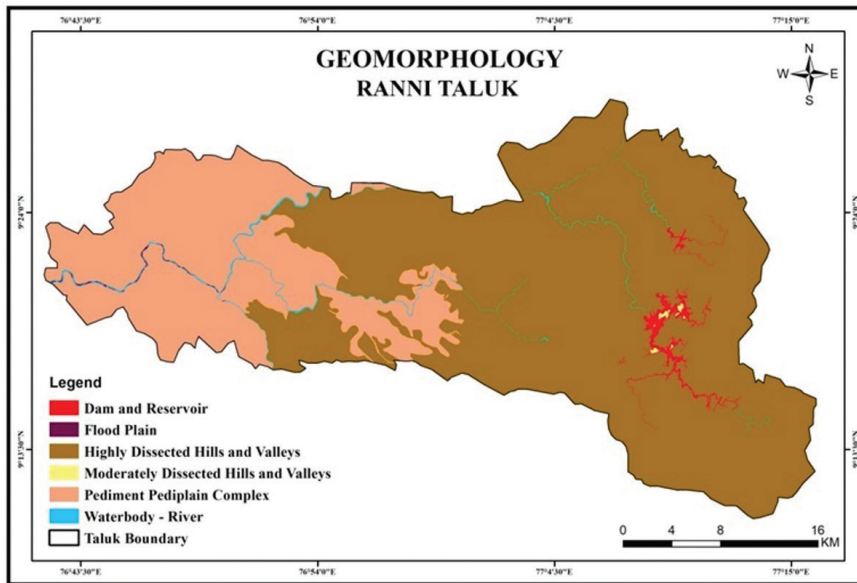 76°43'30"E 76°54'0"E 77°4'30"E 77°15'0"E
GEOMORPHOLOGY
RANNI TALUK
N
W E
S
9°24'0"N 9°24'0"N
9°13'30"N 9°13'30"N
Legend
Dam and Reservoir
Flood Plain
Highly Dissected Hills and Valleys
Moderately Dissected Hills and Valleys
Pediment Pediplain Complex
Waterbody - River
Taluk Boundary
0 4 8 16
KM
76°43'30"E 76°54'0"E 77°4'30"E 77°15'0"E